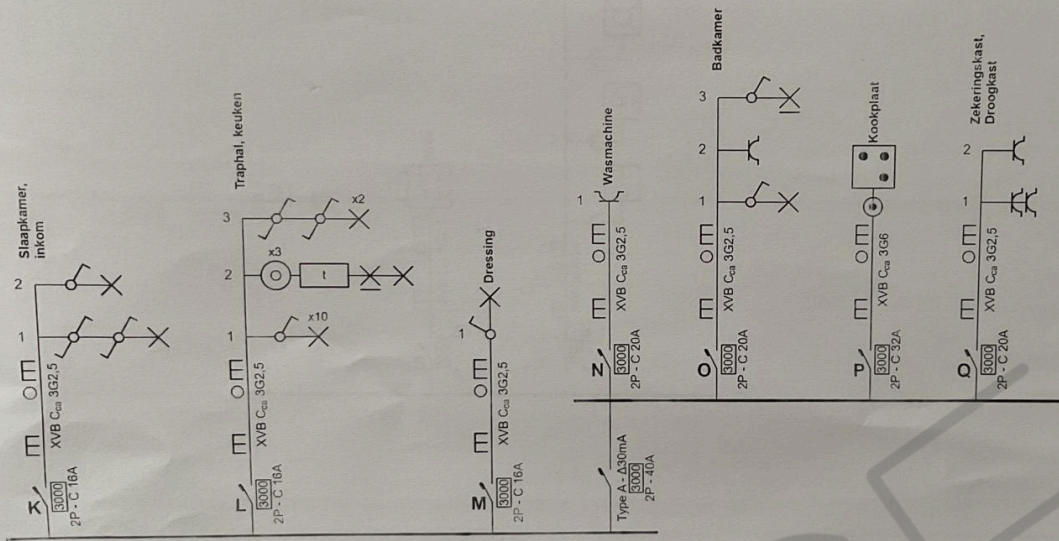 Slaapkamer,
inkom
K
3000
2P - C 16A
XVB Cca 3G2,5
1
2
Traphal, keuken
L
3000
2P - C 16A
XVB Cca 3G2,5
1
x10
2
x3
t
3
x2
Dressing
M
3000
2P - C 16A
XVB Cca 3G2,5
1
Type A - Δ30mA
3000
2P - 40A
Wasmachine
N
3000
2P - C 20A
XVB Cca 3G2,5
1
Badkamer
O
3000
2P - C 20A
XVB Cca 3G2,5
1
2
3
Kookplaat
P
3000
2P - C 32A
XVB Cca 3G6
Zekeringskast,
Droogkast
Q
3000
2P - C 20A
XVB Cca 3G2,5
1
2